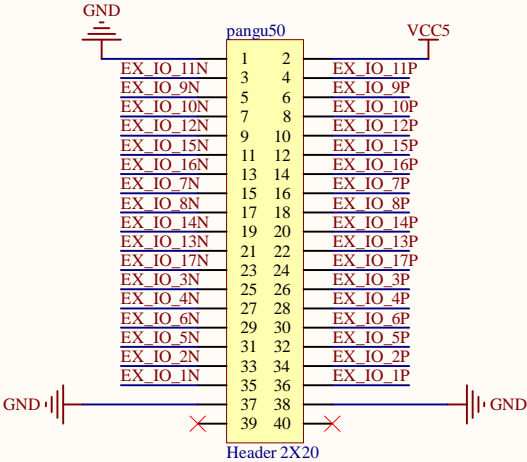 GND
pangu50
VCC5
1 2
EX_IO_11N 3 4 EX_IO_11P
EX_IO_9N 5 6 EX_IO_9P
EX_IO_10N 7 8 EX_IO_10P
EX_IO_12N 9 10 EX_IO_12P
EX_IO_15N 11 12 EX_IO_15P
EX_IO_16N 13 14 EX_IO_16P
EX_IO_7N 15 16 EX_IO_7P
EX_IO_8N 17 18 EX_IO_8P
EX_IO_14N 19 20 EX_IO_14P
EX_IO_13N 21 22 EX_IO_13P
EX_IO_17N 23 24 EX_IO_17P
EX_IO_3N 25 26 EX_IO_3P
EX_IO_4N 27 28 EX_IO_4P
EX_IO_6N 29 30 EX_IO_6P
EX_IO_5N 31 32 EX_IO_5P
EX_IO_2N 33 34 EX_IO_2P
EX_IO_1N 35 36 EX_IO_1P
GND 37 38 GND
39 40
Header 2X20